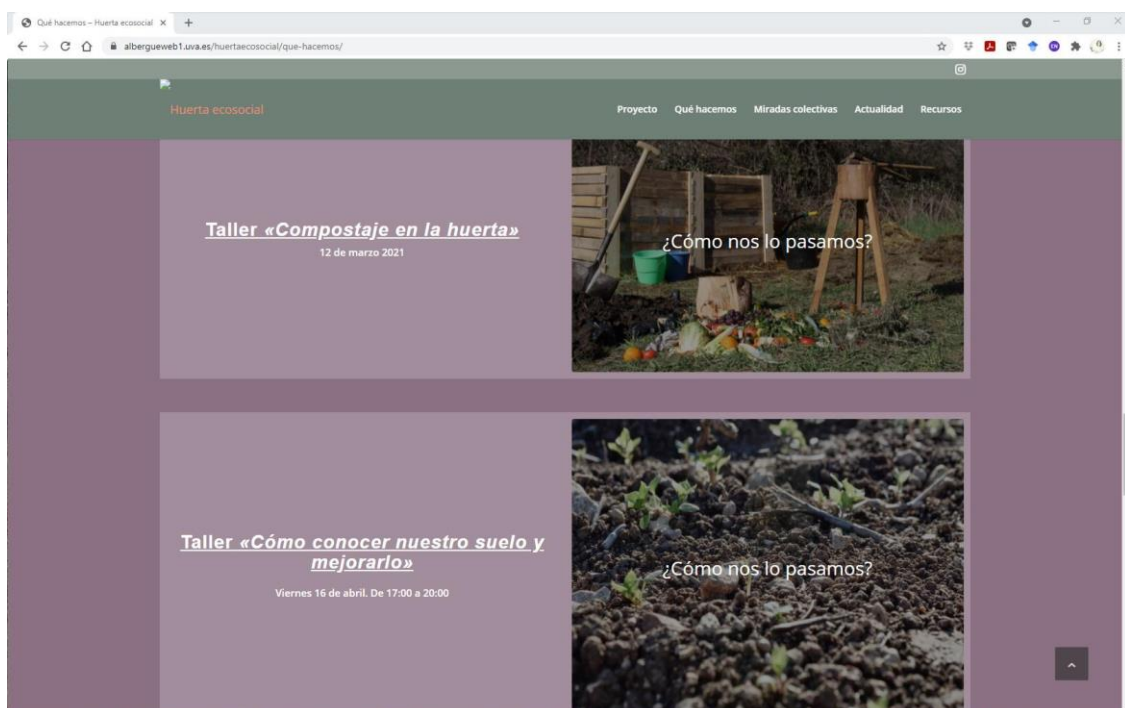 Qué hacemos – Huerta ecosocial
albergueweb1.uva.es/huertaecosocial/que-hacemos/
Huerta ecosocial
Proyecto Qué hacemos Miradas colectivas Actualidad Recursos
Taller «Compostaje en la huerta»
12 de marzo 2021
¿Cómo nos lo pasamos?
Taller «Cómo conocer nuestro suelo y
mejorarlo»
Viernes 16 de abril. De 17:00 a 20:00
¿Cómo nos lo pasamos?